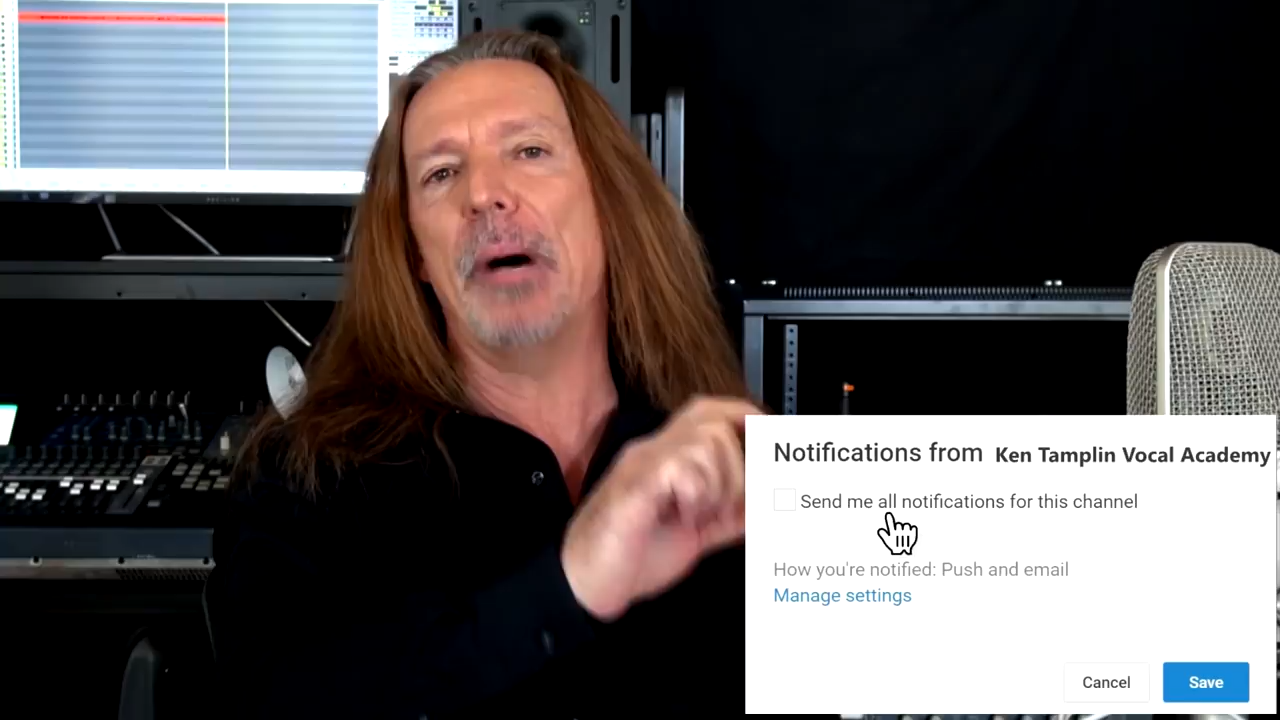 Notifications from Ken Tamplin Vocal Academy
Send me all notifications for this channel
How you're notified: Push and email
Manage settings
Cancel Save